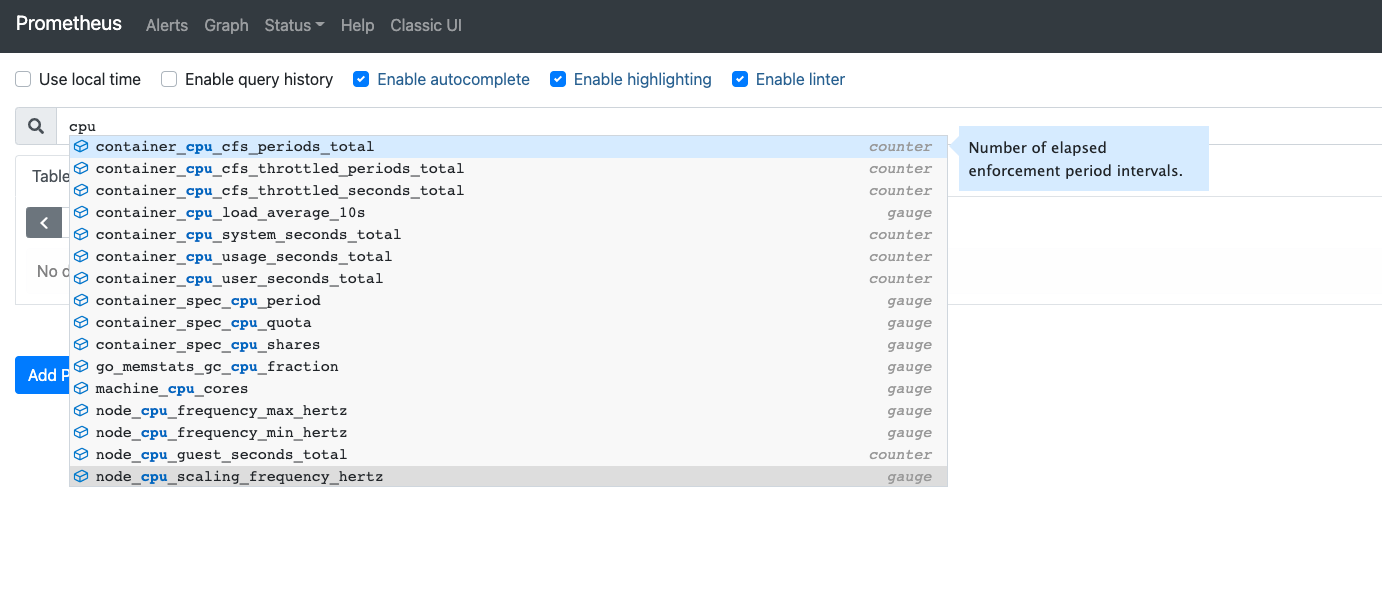 Prometheus Alerts Graph Status Help Classic UI
Use local time Enable query history Enable autocomplete Enable highlighting Enable linter
cpu
container_cpu_cfs_periods_total counter
Number of elapsed
enforcement period intervals.
container_cpu_cfs_throttled_periods_total counter
Table
container_cpu_cfs_throttled_seconds_total counter
container_cpu_load_average_10s gauge
container_cpu_system_seconds_total counter
container_cpu_usage_seconds_total counter
No d
container_cpu_user_seconds_total counter
container_spec_cpu_period gauge
container_spec_cpu_quota gauge
container_spec_cpu_shares gauge
go_memstats_gc_cpu_fraction gauge
Add P
machine_cpu_cores gauge
node_cpu_frequency_max_hertz gauge
node_cpu_frequency_min_hertz gauge
node_cpu_guest_seconds_total counter
node_cpu_scaling_frequency_hertz gauge